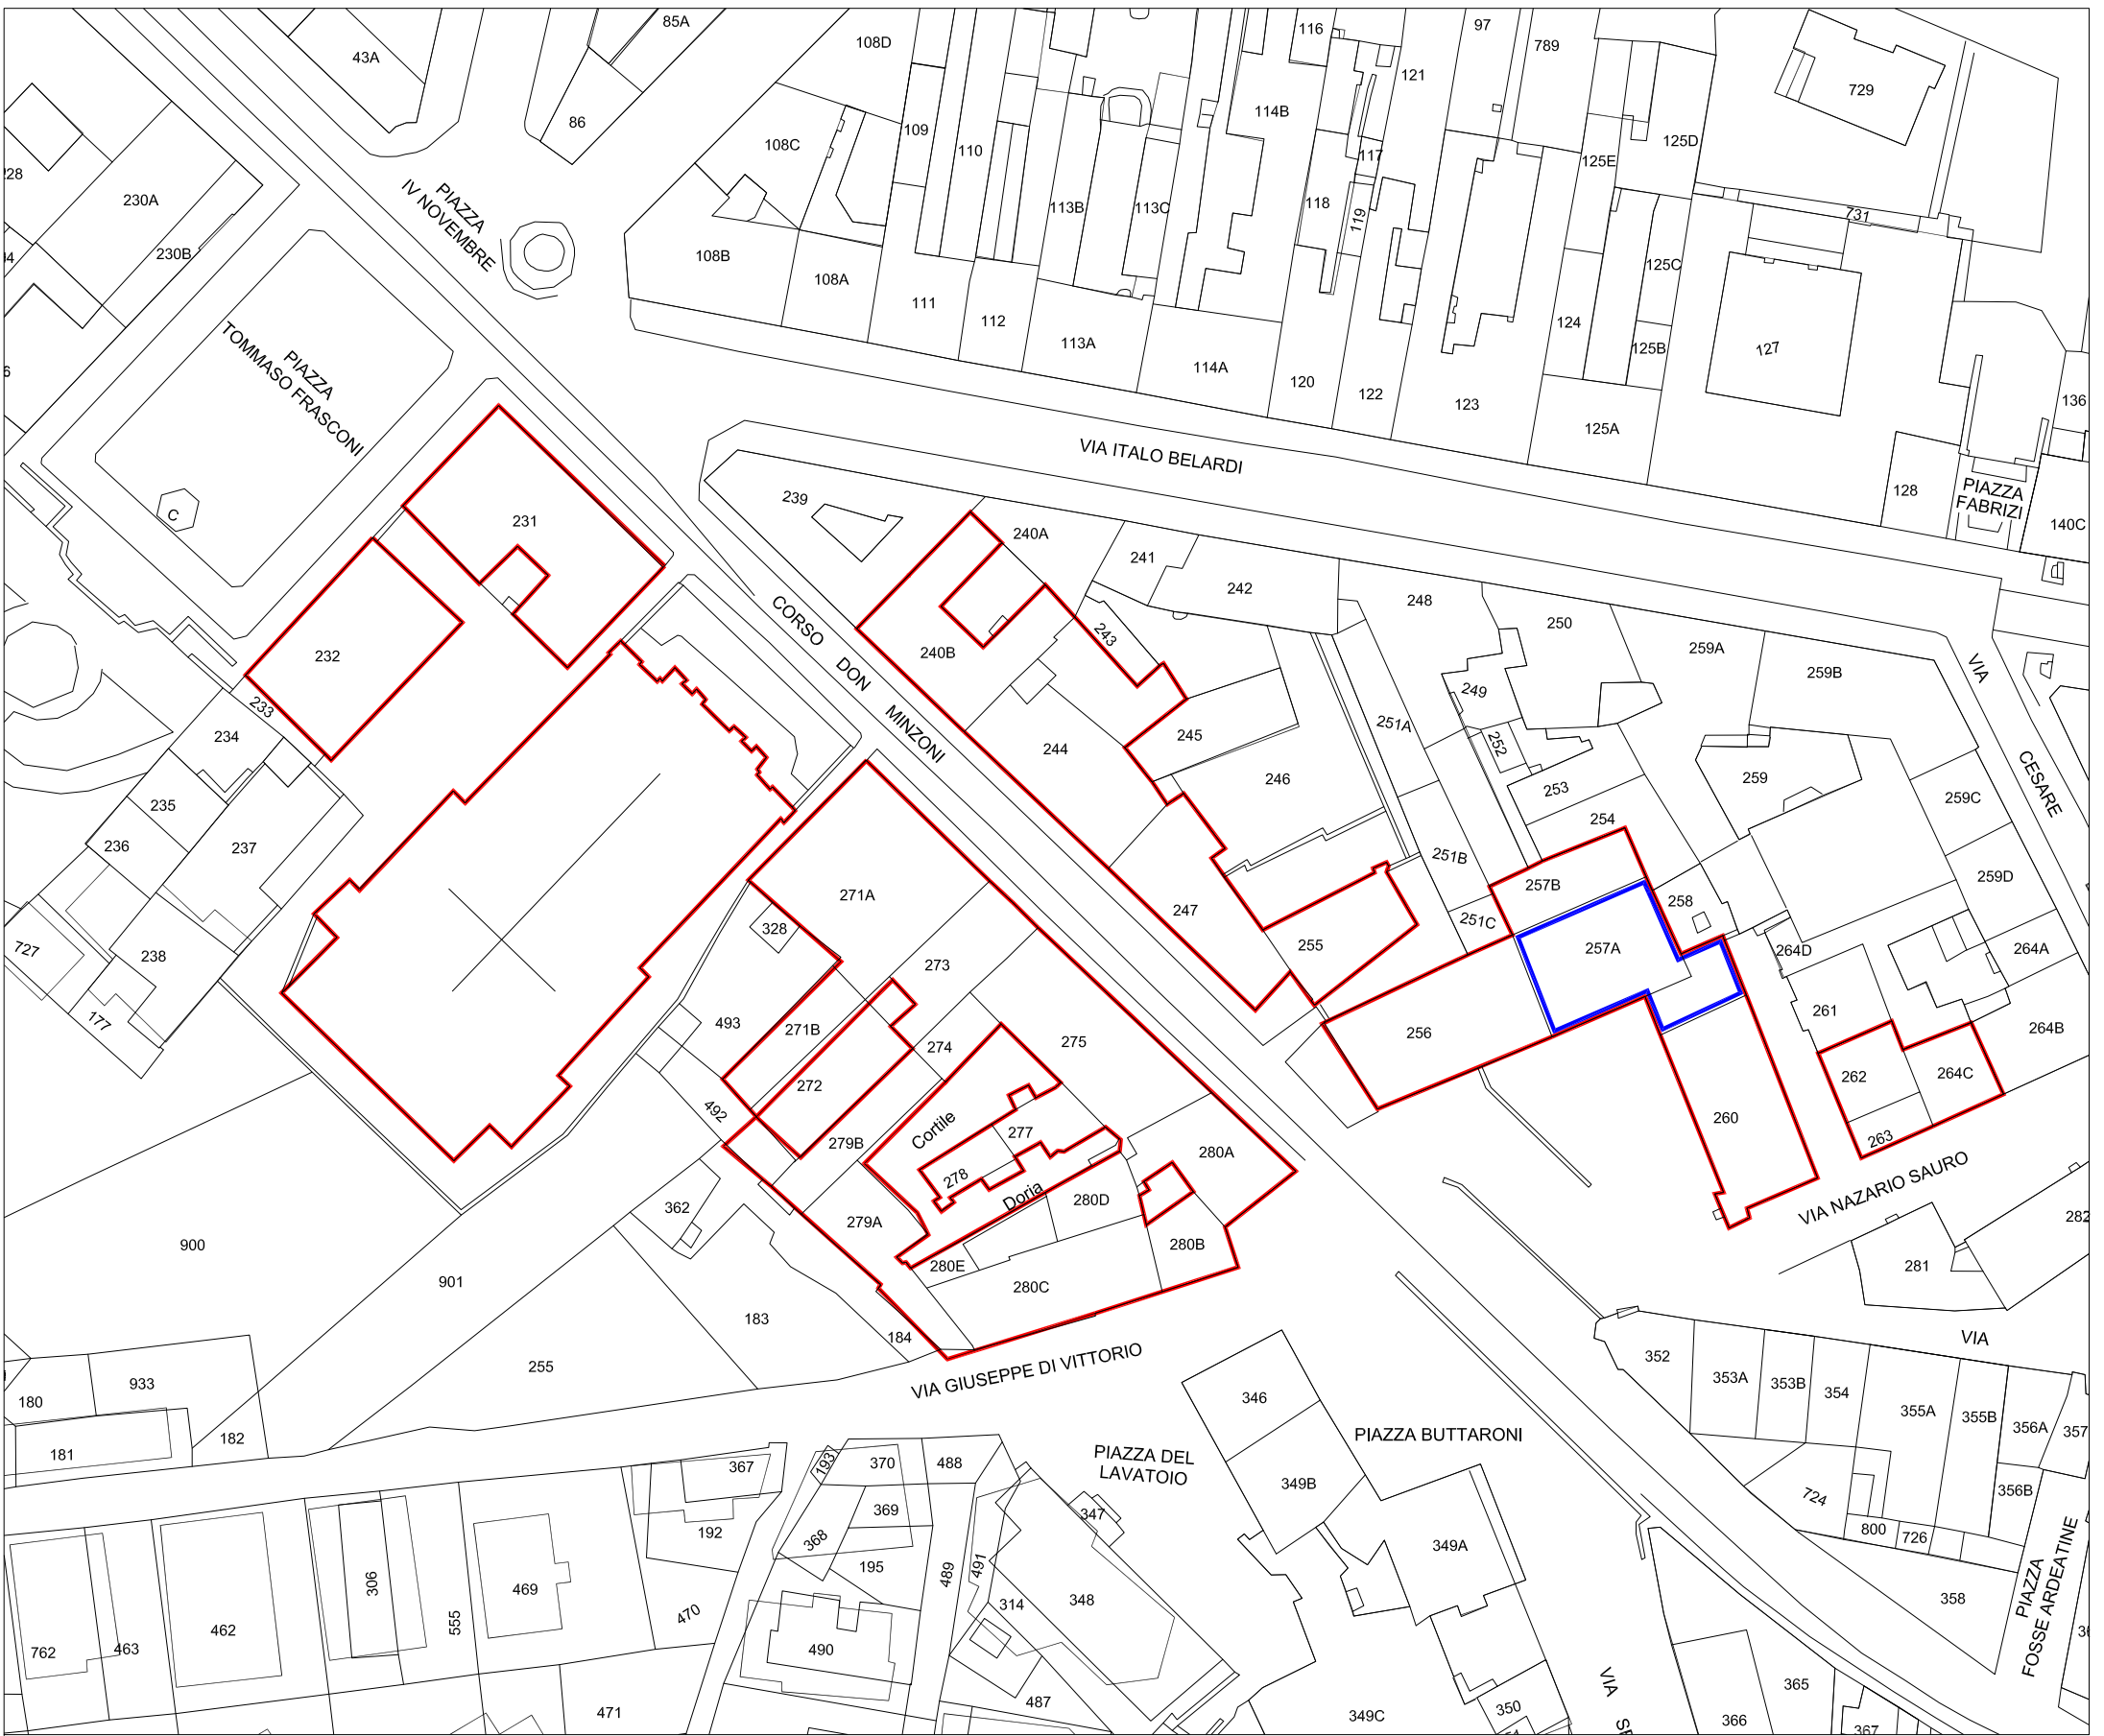 85A
43A
86
108D
97
789
116
121
729
114B
109
110
108C
117
125E
125D
230A
113B
113C
118
119
731
PIAZZA
IV NOVEMBRE
230B
108B
108A
125C
111
112
124
113A
125B
127
PIAZZA
TOMMASO FRASCONI
114A
120
122
123
136
125A
VIA ITALO BELARDI
239
128
PIAZZA
FABRIZI
140C
C
231
240A
241
242
248
250
CORSO DON MINZONI
243
240B
232
249
259A
259B
VIA CESARE
233
234
244
245
251A
252
246
259
235
253
259C
236
237
254
251B
271A
257B
259D
247
251C
258
328
255
257A
264D
264A
727
238
273
177
493
271B
256
261
264B
274
275
272
262
264C
492
Cortile
277
260
279B
263
278
280A
Doria
280D
VIA NAZARIO SAURO
362
279A
282
900
280B
280E
281
901
280C
183
184
VIA
352
VIA GIUSEPPE DI VITTORIO
255
933
180
353A
353B
354
346
355A
355B
356A
357
182
181
PIAZZA DEL
LAVATOIO
PIAZZA BUTTARONI
193
370
488
367
349B
356B
724
369
347
192
368
800
726
349A
195
489
491
306
469
348
PIAZZA
FOSSE ARDEATINE
358
314
470
555
462
463
762
490
487
365
VIA
350
471
349C
366
367